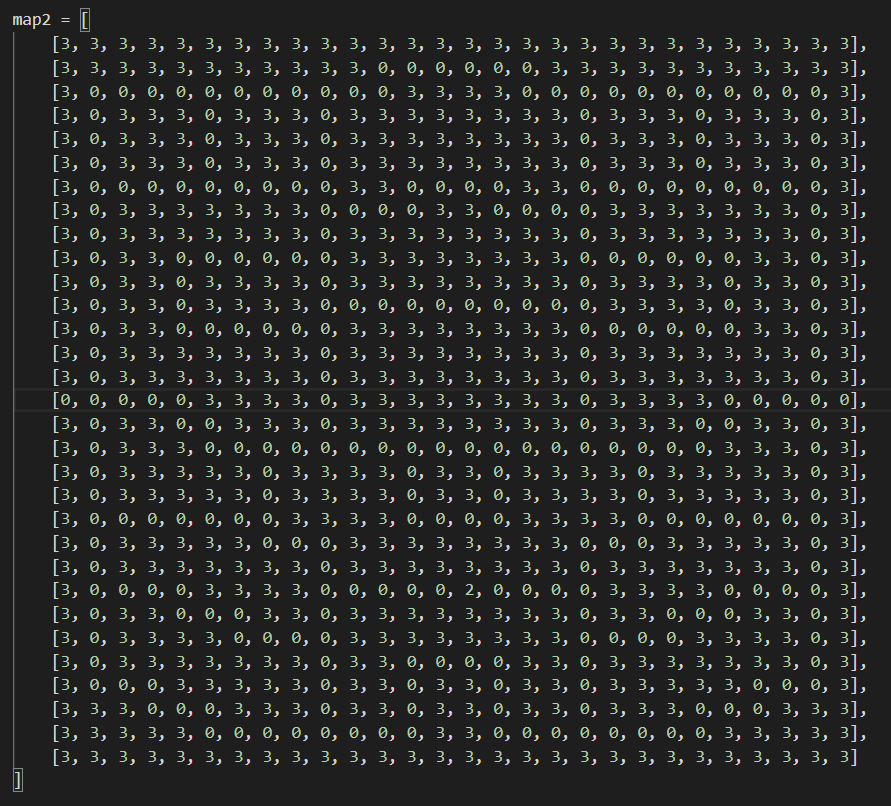 map2 = [
[3, 3, 3, 3, 3, 3, 3, 3, 3, 3, 3, 3, 3, 3, 3, 3, 3, 3, 3, 3, 3, 3, 3, 3, 3, 3, 3, 3],
[3, 3, 3, 3, 3, 3, 3, 3, 3, 3, 3, 0, 0, 0, 0, 0, 0, 3, 3, 3, 3, 3, 3, 3, 3, 3, 3, 3],
[3, 0, 0, 0, 0, 0, 0, 0, 0, 0, 0, 0, 3, 3, 3, 3, 0, 0, 0, 0, 0, 0, 0, 0, 0, 0, 0, 3],
[3, 0, 3, 3, 3, 0, 3, 3, 3, 0, 3, 3, 3, 3, 3, 3, 3, 3, 0, 3, 3, 3, 0, 3, 3, 3, 0, 3],
[3, 0, 3, 3, 3, 0, 3, 3, 3, 0, 3, 3, 3, 3, 3, 3, 3, 3, 0, 3, 3, 3, 0, 3, 3, 3, 0, 3],
[3, 0, 3, 3, 3, 0, 3, 3, 3, 0, 3, 3, 3, 3, 3, 3, 3, 3, 0, 3, 3, 3, 0, 3, 3, 3, 0, 3],
[3, 0, 0, 0, 0, 0, 0, 0, 0, 0, 3, 3, 0, 0, 0, 0, 3, 3, 0, 0, 0, 0, 0, 0, 0, 0, 0, 3],
[3, 0, 3, 3, 3, 3, 3, 3, 3, 0, 0, 0, 0, 3, 3, 0, 0, 0, 0, 3, 3, 3, 3, 3, 3, 3, 0, 3],
[3, 0, 3, 3, 3, 3, 3, 3, 3, 0, 3, 3, 3, 3, 3, 3, 3, 3, 0, 3, 3, 3, 3, 3, 3, 3, 0, 3],
[3, 0, 3, 3, 0, 0, 0, 0, 0, 0, 3, 3, 3, 3, 3, 3, 3, 3, 0, 0, 0, 0, 0, 0, 3, 3, 0, 3],
[3, 0, 3, 3, 0, 3, 3, 3, 3, 0, 3, 3, 3, 3, 3, 3, 3, 3, 0, 3, 3, 3, 3, 0, 3, 3, 0, 3],
[3, 0, 3, 3, 0, 3, 3, 3, 3, 0, 0, 0, 0, 0, 0, 0, 0, 0, 0, 3, 3, 3, 3, 0, 3, 3, 0, 3],
[3, 0, 3, 3, 0, 0, 0, 0, 0, 0, 3, 3, 3, 3, 3, 3, 3, 3, 0, 0, 0, 0, 0, 0, 3, 3, 0, 3],
[3, 0, 3, 3, 3, 3, 3, 3, 3, 0, 3, 3, 3, 3, 3, 3, 3, 3, 0, 3, 3, 3, 3, 3, 3, 3, 0, 3],
[3, 0, 3, 3, 3, 3, 3, 3, 3, 0, 3, 3, 3, 3, 3, 3, 3, 3, 0, 3, 3, 3, 3, 3, 3, 3, 0, 3],
[0, 0, 0, 0, 0, 3, 3, 3, 3, 0, 3, 3, 3, 3, 3, 3, 3, 3, 0, 3, 3, 3, 3, 0, 0, 0, 0, 0],
[3, 0, 3, 3, 0, 0, 3, 3, 3, 0, 3, 3, 3, 3, 3, 3, 3, 3, 0, 3, 3, 3, 0, 0, 3, 3, 0, 3],
[3, 0, 3, 3, 3, 0, 0, 0, 0, 0, 0, 0, 0, 0, 0, 0, 0, 0, 0, 0, 0, 0, 0, 3, 3, 3, 0, 3],
[3, 0, 3, 3, 3, 3, 3, 0, 3, 3, 3, 3, 0, 3, 3, 0, 3, 3, 3, 3, 0, 3, 3, 3, 3, 3, 0, 3],
[3, 0, 3, 3, 3, 3, 3, 0, 3, 3, 3, 3, 0, 3, 3, 0, 3, 3, 3, 3, 0, 3, 3, 3, 3, 3, 0, 3],
[3, 0, 0, 0, 0, 0, 0, 0, 3, 3, 3, 3, 0, 0, 0, 0, 3, 3, 3, 3, 0, 0, 0, 0, 0, 0, 0, 3],
[3, 0, 3, 3, 3, 3, 3, 0, 0, 0, 3, 3, 3, 3, 3, 3, 3, 3, 0, 0, 0, 3, 3, 3, 3, 3, 0, 3],
[3, 0, 3, 3, 3, 3, 3, 3, 3, 0, 3, 3, 3, 3, 3, 3, 3, 3, 0, 3, 3, 3, 3, 3, 3, 3, 0, 3],
[3, 0, 0, 0, 0, 3, 3, 3, 3, 0, 0, 0, 0, 0, 2, 0, 0, 0, 0, 3, 3, 3, 3, 0, 0, 0, 0, 3],
[3, 0, 3, 3, 0, 0, 0, 3, 3, 0, 3, 3, 3, 3, 3, 3, 3, 3, 0, 3, 3, 0, 0, 0, 3, 3, 0, 3],
[3, 0, 3, 3, 3, 3, 0, 0, 0, 0, 3, 3, 3, 3, 3, 3, 3, 3, 0, 0, 0, 0, 3, 3, 3, 3, 0, 3],
[3, 0, 3, 3, 3, 3, 3, 3, 3, 0, 3, 3, 0, 0, 0, 0, 3, 3, 0, 3, 3, 3, 3, 3, 3, 3, 0, 3],
[3, 0, 0, 0, 3, 3, 3, 3, 3, 0, 3, 3, 0, 3, 3, 0, 3, 3, 0, 3, 3, 3, 3, 3, 0, 0, 0, 3],
[3, 3, 3, 0, 0, 0, 3, 3, 3, 0, 3, 3, 0, 3, 3, 0, 3, 3, 0, 3, 3, 3, 0, 0, 0, 3, 3, 3],
[3, 3, 3, 3, 3, 0, 0, 0, 0, 0, 0, 0, 0, 3, 3, 0, 0, 0, 0, 0, 0, 0, 0, 3, 3, 3, 3, 3],
[3, 3, 3, 3, 3, 3, 3, 3, 3, 3, 3, 3, 3, 3, 3, 3, 3, 3, 3, 3, 3, 3, 3, 3, 3, 3, 3, 3]
]